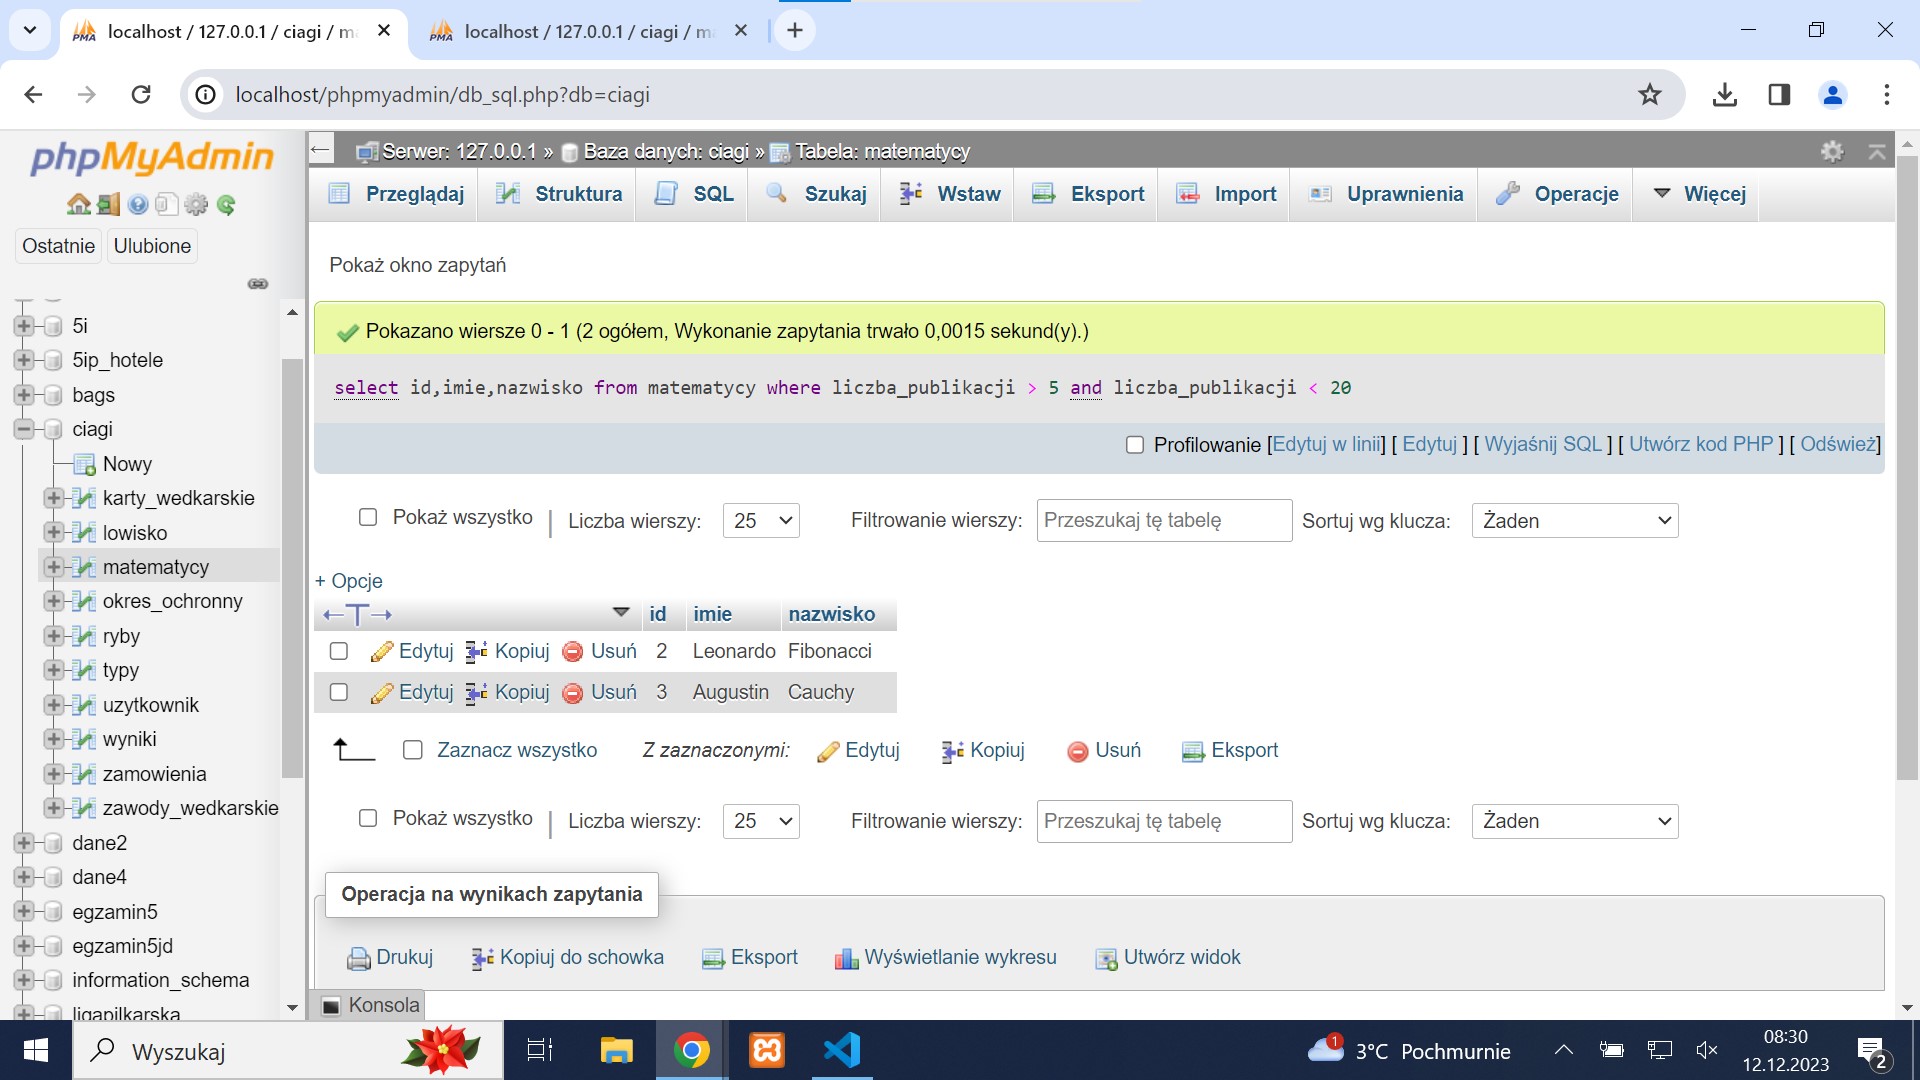 localhost / 127.0.0.1 / ciagi / ma
localhost / 127.0.0.1 / ciagi / ma
localhost/phpmyadmin/db_sql.php?db=ciagi
phpMyAdmin
Ostatnie Ulubione
5i
5ip_hotele
bags
ciagi
Nowy
karty_wedkarskie
lowisko
matematycy
okres_ochronny
ryby
typy
uzytkownik
wyniki
zamowienia
zawody_wedkarskie
dane2
dane4
egzamin5
egzamin5jd
information_schema
ligapilkarska
Serwer: 127.0.0.1 » Baza danych: ciagi » Tabela: matematycy
Przeglądaj Struktura SQL Szukaj Wstaw Eksport Import Uprawnienia Operacje Więcej
Pokaż okno zapytań
Pokazano wiersze 0 - 1 (2 ogółem, Wykonanie zapytania trwało 0,0015 sekund(y).)
select id,imie,nazwisko from matematycy where liczba_publikacji > 5 and liczba_publikacji < 20
Profilowanie [Edytuj w linii] [ Edytuj ] [ Wyjaśnij SQL ] [ Utwórz kod PHP ] [ Odśwież]
Pokaż wszystko | Liczba wierszy: 25 Filtrowanie wierszy: Przeszukaj tę tabelę Sortuj wg klucza: Żaden
+ Opcje
←T→ id imie nazwisko
Edytuj Kopiuj Usuń 2 Leonardo Fibonacci
Edytuj Kopiuj Usuń 3 Augustin Cauchy
Zaznacz wszystko Z zaznaczonymi: Edytuj Kopiuj Usuń Eksport
Pokaż wszystko | Liczba wierszy: 25 Filtrowanie wierszy: Przeszukaj tę tabelę Sortuj wg klucza: Żaden
Operacja na wynikach zapytania
Drukuj Kopiuj do schowka Eksport Wyświetlanie wykresu Utwórz widok
Konsola
Wyszukaj
1
3°C Pochmurnie
08:30
12.12.2023
2